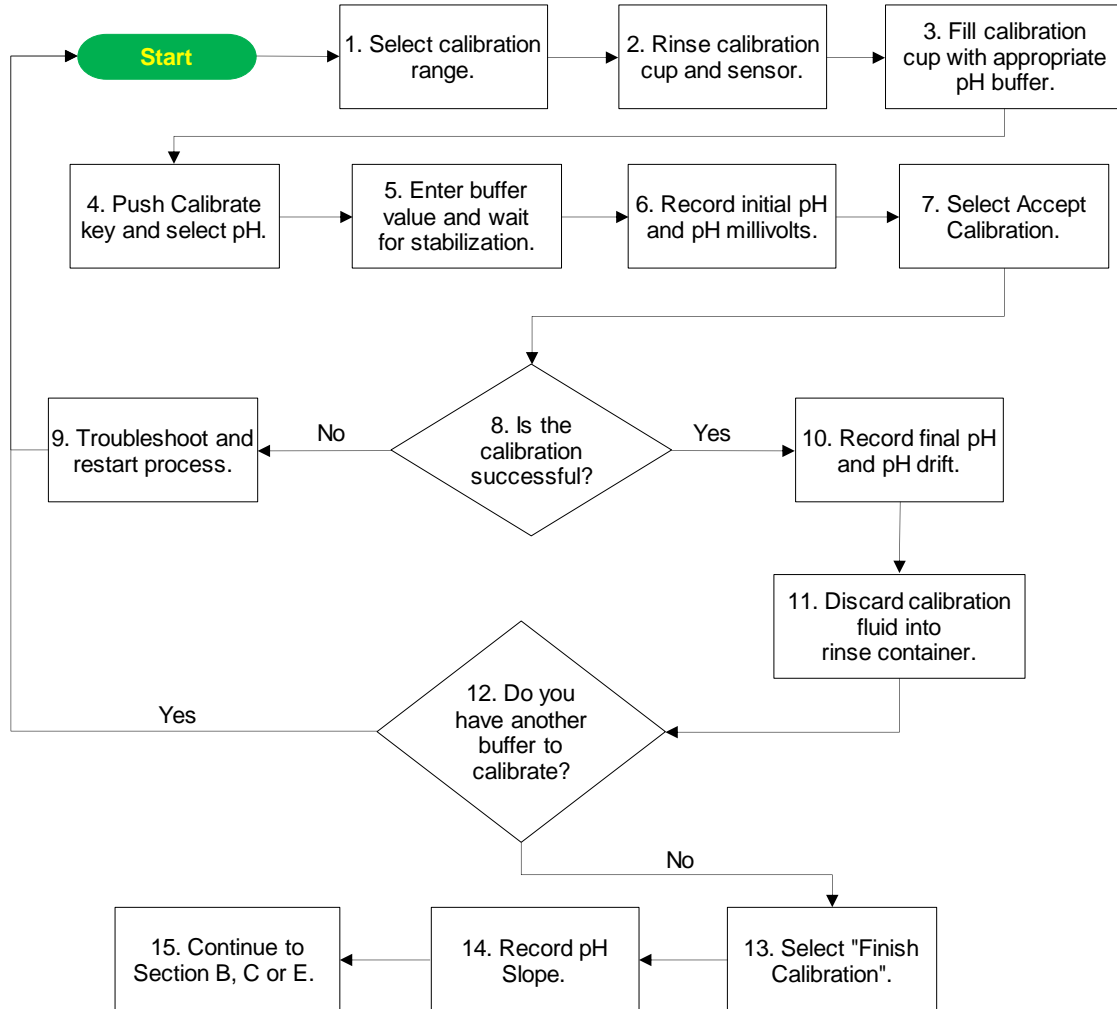 Start
1. Select calibration
range.
2. Rinse calibration
cup and sensor.
3. Fill calibration
cup with appropriate
pH buffer.
4. Push Calibrate
key and select pH.
5. Enter buffer
value and wait
for stabilization.
6. Record initial pH
and pH millivolts.
7. Select Accept
Calibration.
8. Is the
calibration
successful?
No
9. Troubleshoot and
restart process.
Yes
10. Record final pH
and pH drift.
11. Discard calibration
fluid into
rinse container.
12. Do you
have another
buffer to
calibrate?
Yes
No
13. Select "Finish
Calibration".
14. Record pH
Slope.
15. Continue to
Section B, C or E.